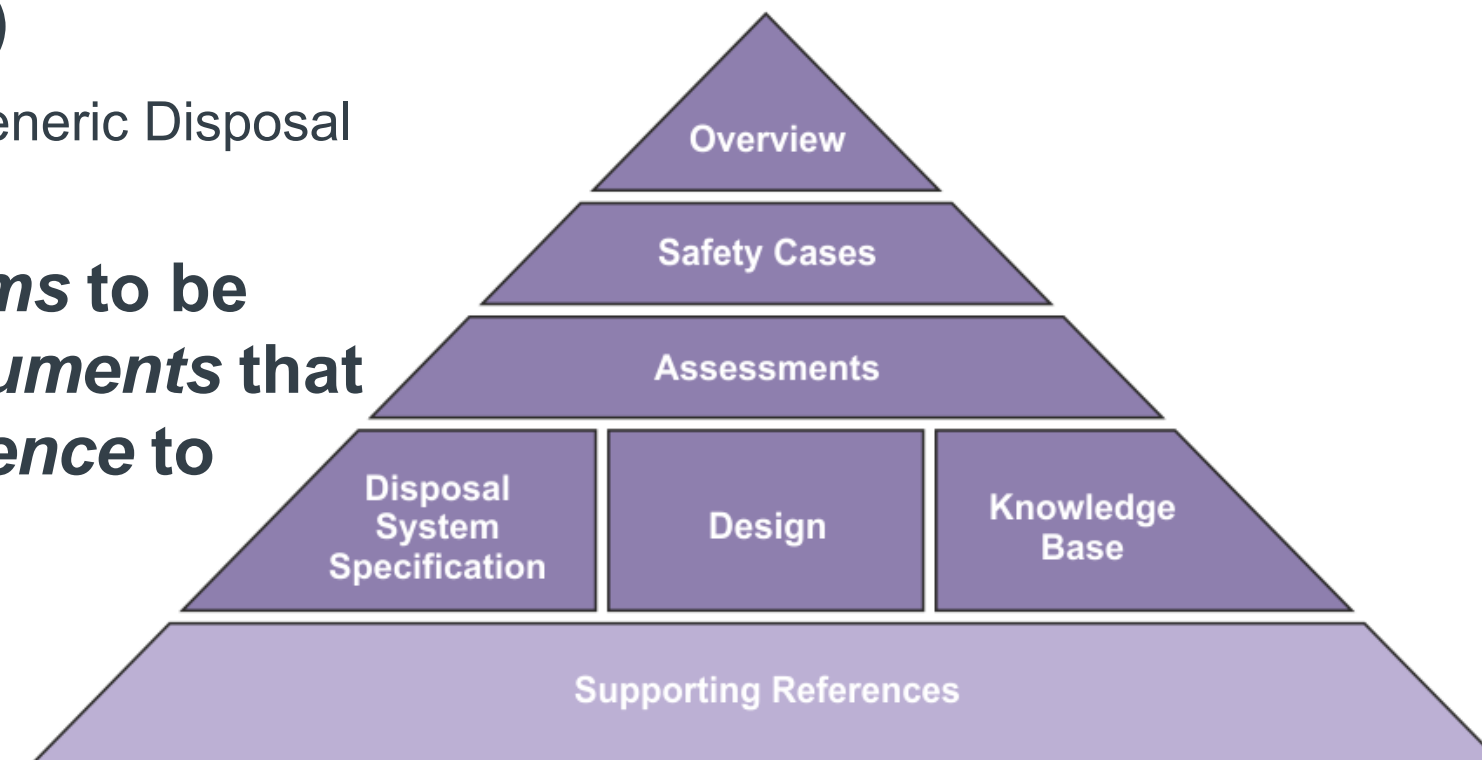 )
eneric Disposal
ms to be
uments that
ence to
Overview
Safety Cases
Assessments
Disposal
System
Specification
Design
Knowledge
Base
Supporting References